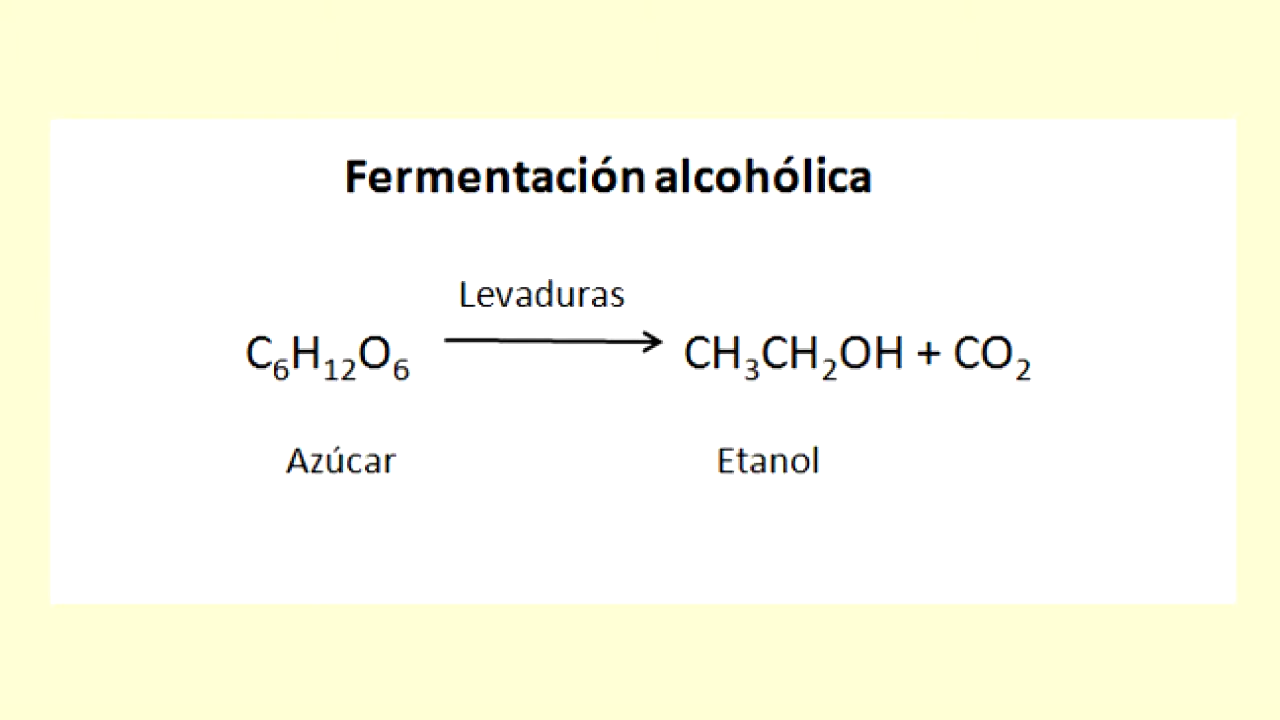 Fermentación alcohólica
Levaduras
C₆H₁₂O₆ ⟶ CH₃CH₂OH + CO₂
Azúcar Etanol